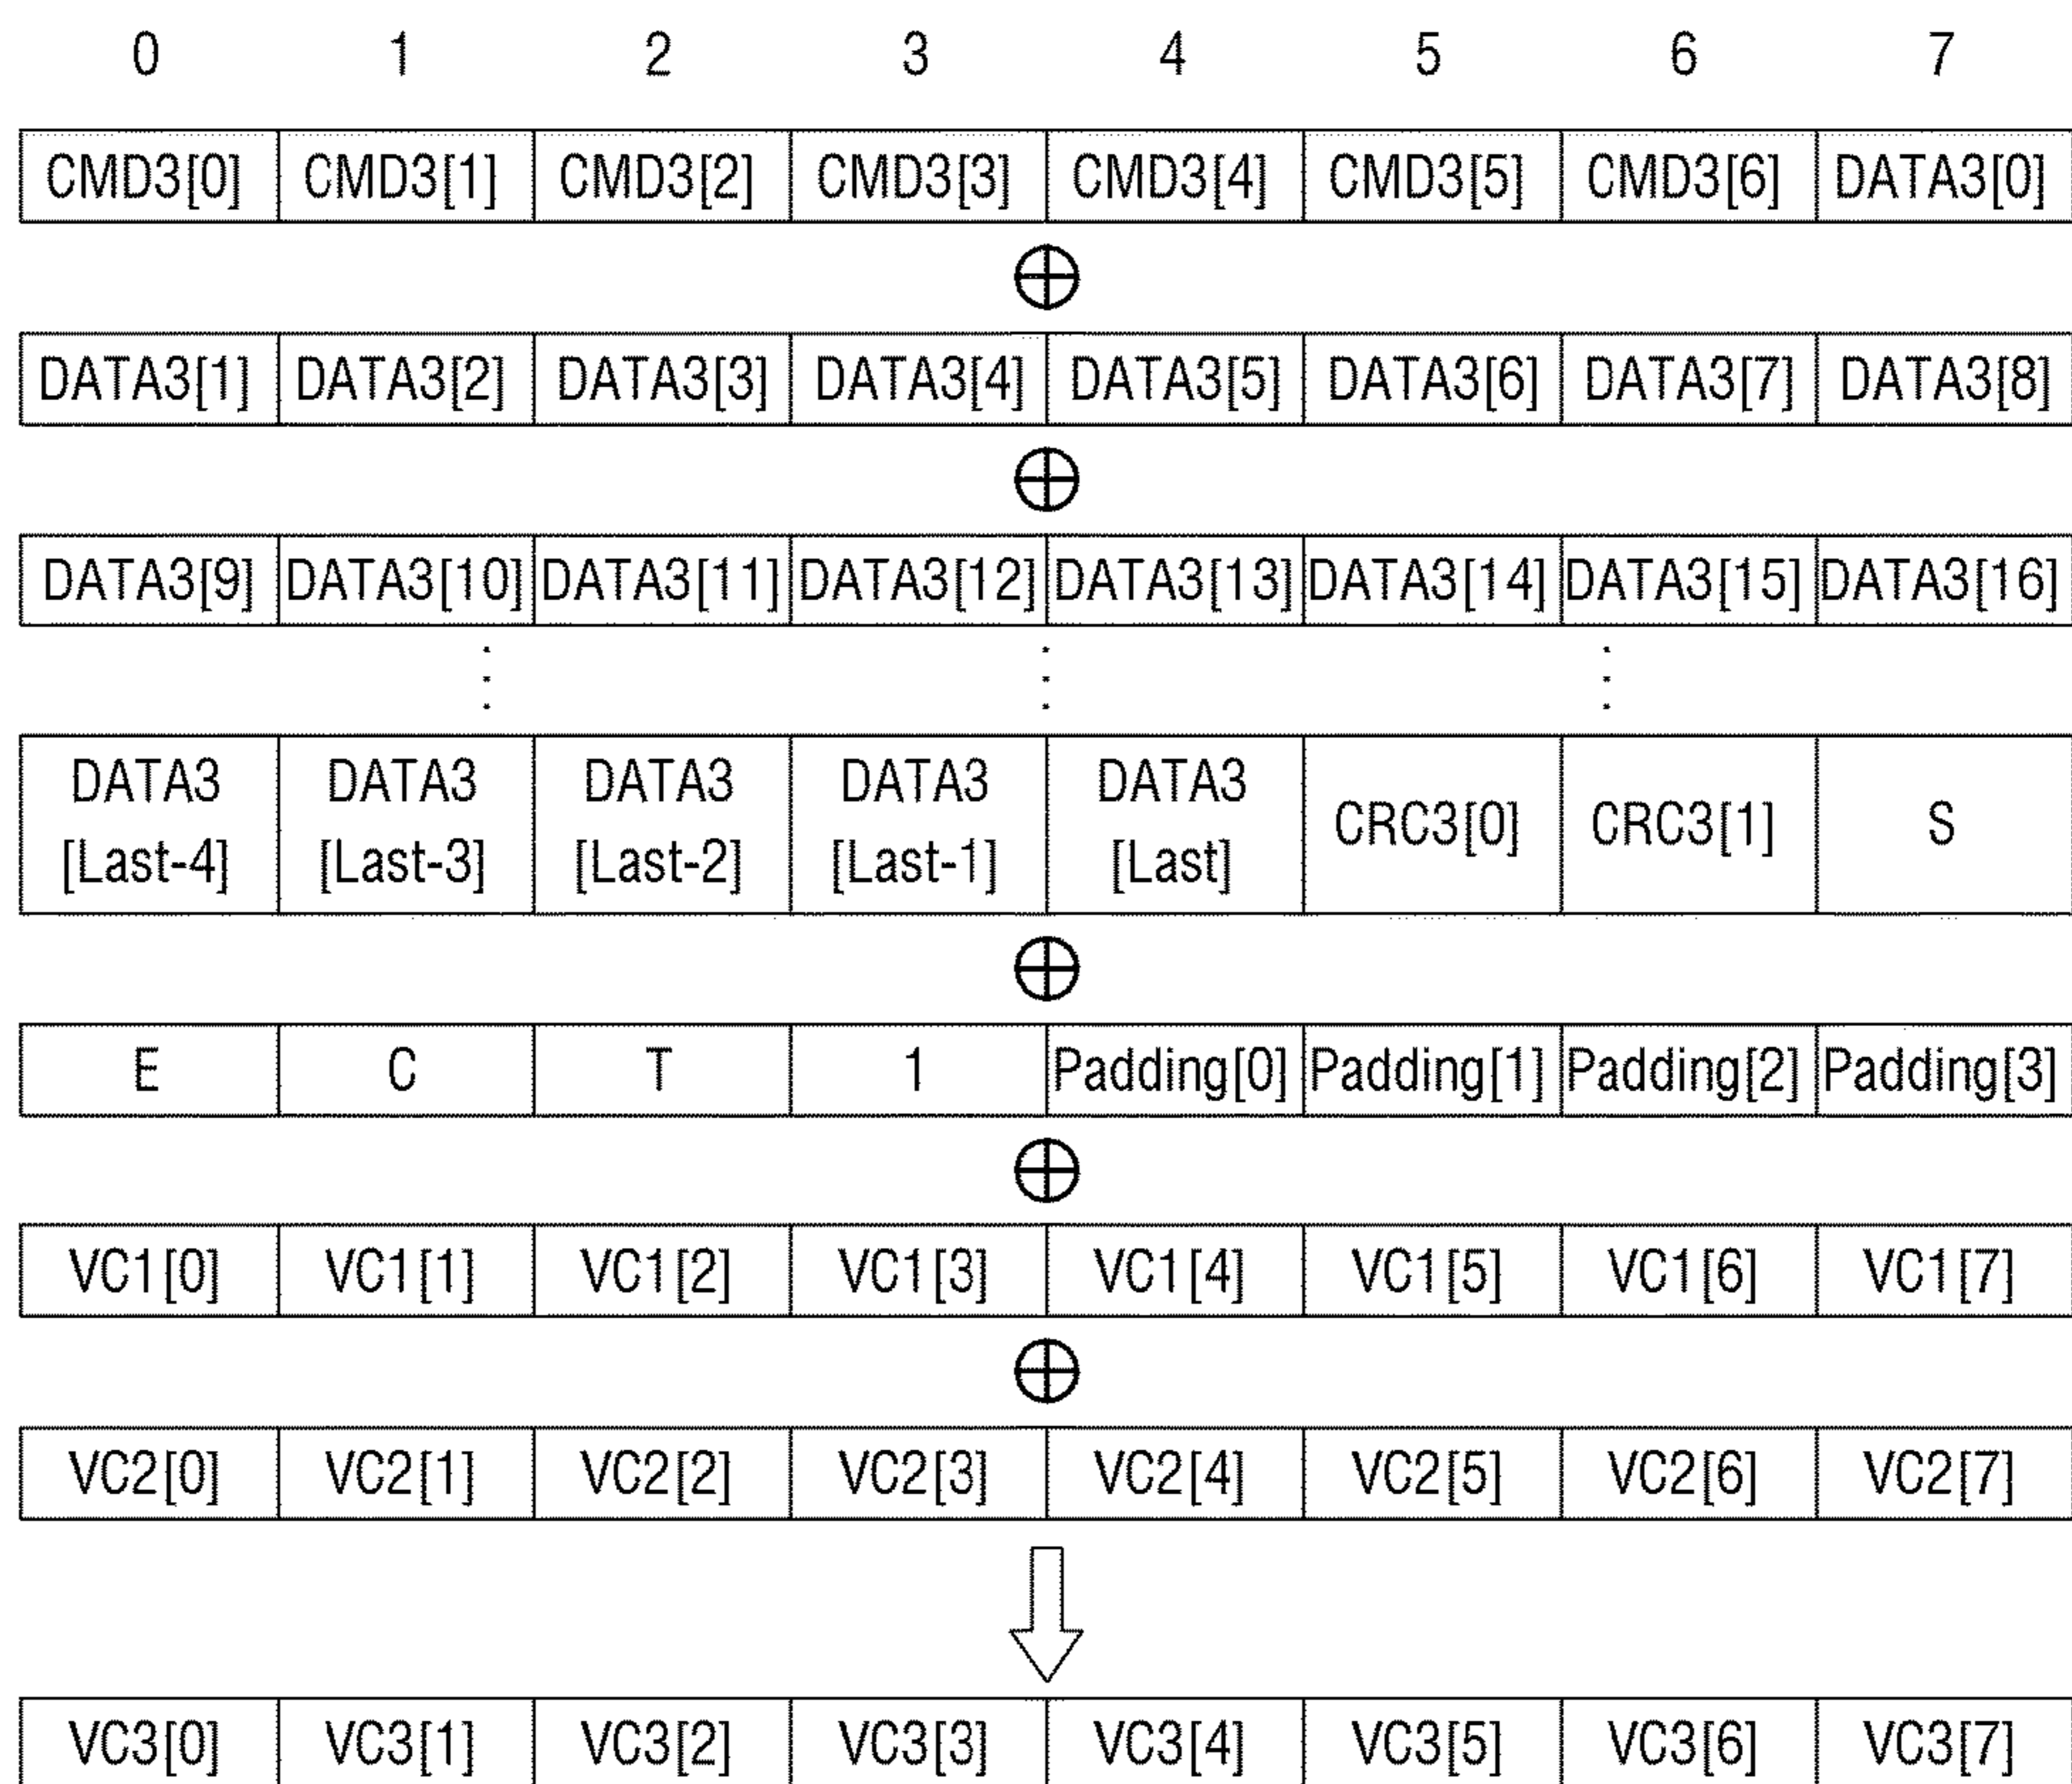 0 1 2 3 4 5 6 7
CMD3[0] CMD3[1] CMD3[2] CMD3[3] CMD3[4] CMD3[5] CMD3[6] DATA3[0]
⊕
DATA3[1] DATA3[2] DATA3[3] DATA3[4] DATA3[5] DATA3[6] DATA3[7] DATA3[8]
⊕
DATA3[9] DATA3[10] DATA3[11] DATA3[12] DATA3[13] DATA3[14] DATA3[15] DATA3[16]
DATA3 DATA3 DATA3 DATA3 DATA3 CRC3[0] CRC3[1] S
[Last-4] [Last-3] [Last-2] [Last-1] [Last]
⊕
E C T 1 Padding[0] Padding[1] Padding[2] Padding[3]
⊕
VC1[0] VC1[1] VC1[2] VC1[3] VC1[4] VC1[5] VC1[6] VC1[7]
⊕
VC2[0] VC2[1] VC2[2] VC2[3] VC2[4] VC2[5] VC2[6] VC2[7]
VC3[0] VC3[1] VC3[2] VC3[3] VC3[4] VC3[5] VC3[6] VC3[7]